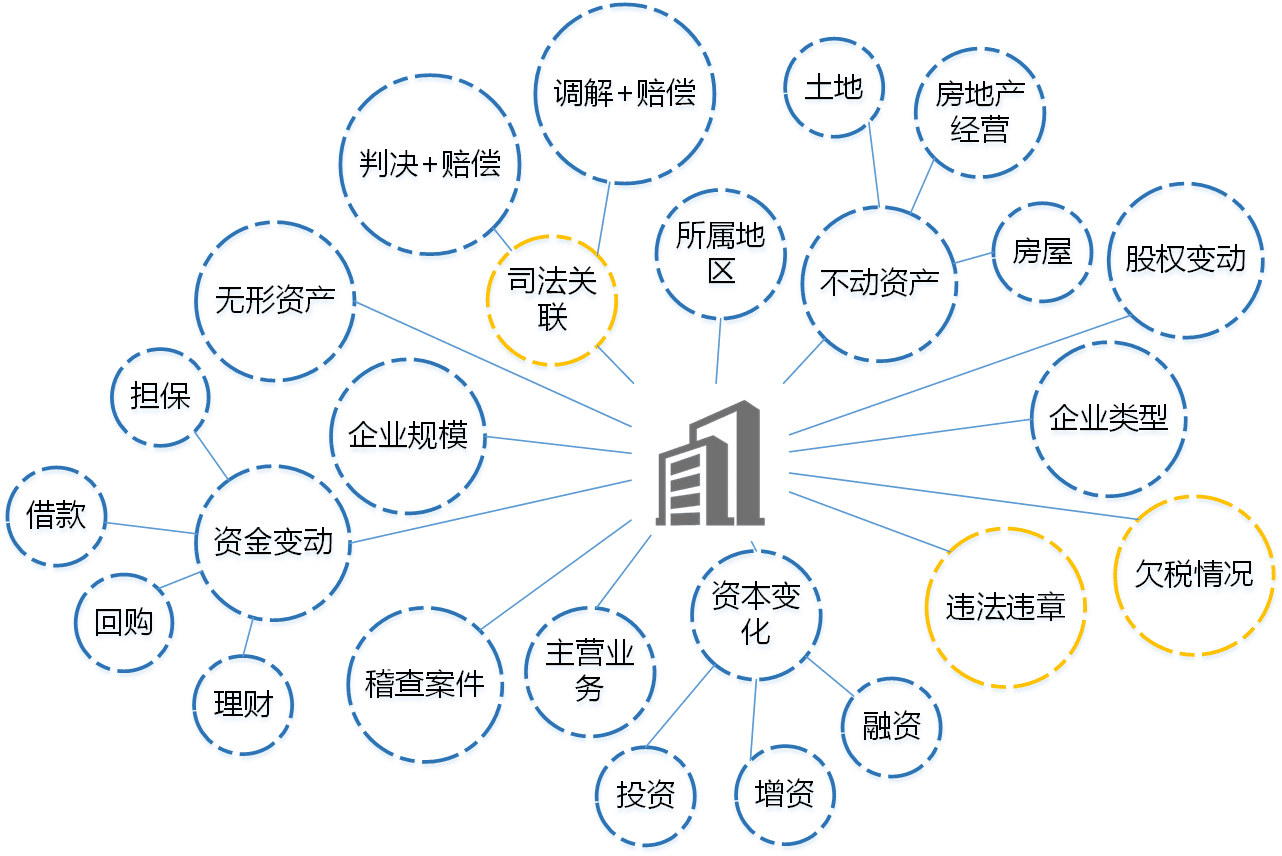 调解+赔偿
土地
房地产
经营
判决+赔偿
所属地
区
房屋
股权变动
不动资产
司法关
联
无形资产
担保
企业规模
企业类型
借款
资金变动
欠税情况
资本变
化
违法违章
回购
主营业
务
稽查案件
理财
融资
投资
增资